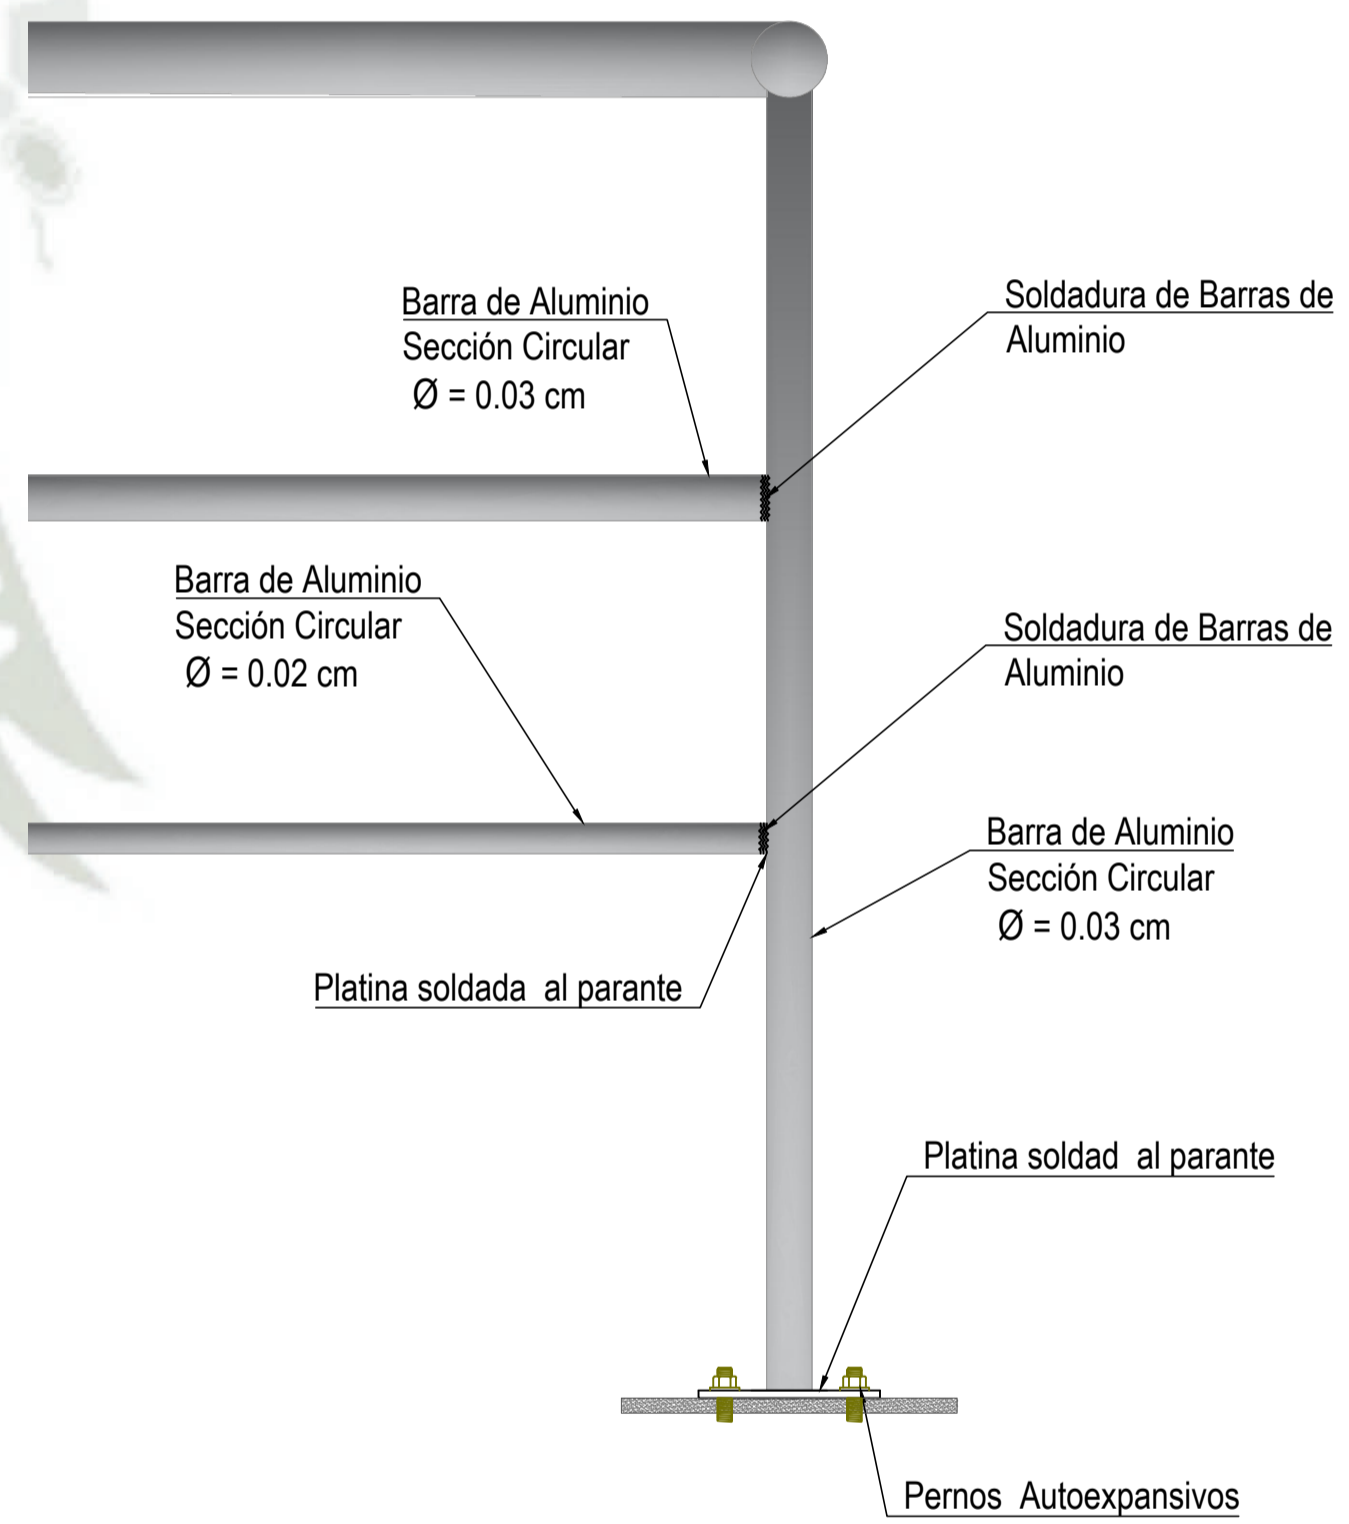 Barra de Aluminio
Sección Circular
Ø = 0.03 cm
Soldadura de Barras de
Aluminio
Barra de Aluminio
Sección Circular
Ø = 0.02 cm
Soldadura de Barras de
Aluminio
Barra de Aluminio
Sección Circular
Ø = 0.03 cm
Platina soldada al parante
Platina soldad al parante
Pernos Autoexpansivos